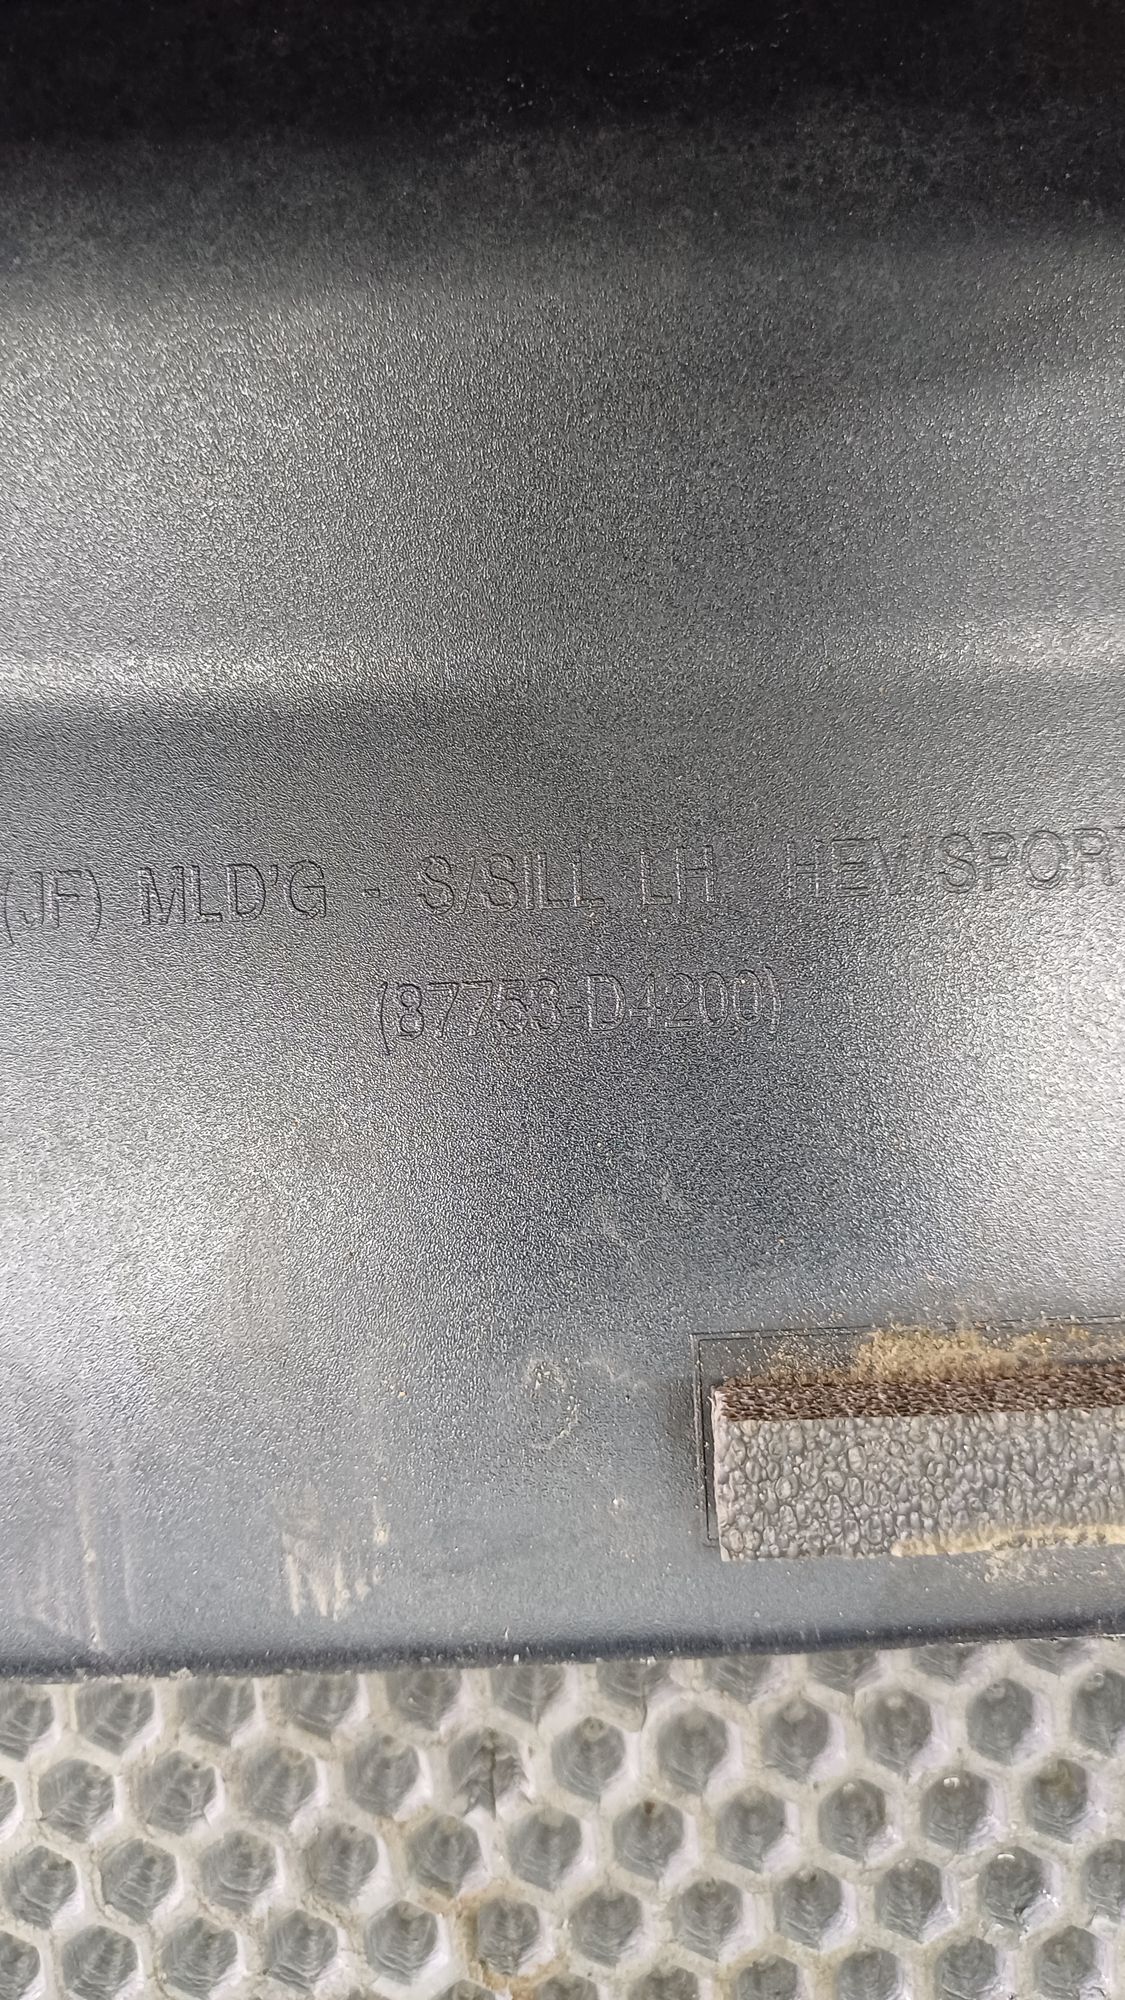 (JF) MLD'G - S/SILL LH HEV/SPORT
(87753-D4200)